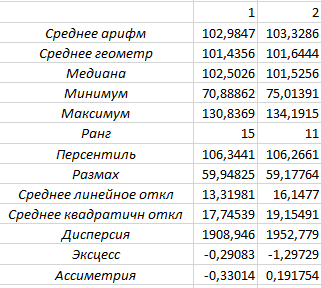 1 2
Среднее арифм 102,9847 103,3286
Среднее геометр 101,4356 101,6444
Медиана 102,5026 101,5256
Минимум 70,88862 75,01391
Максимум 130,8369 134,1915
Ранг 15 11
Персентиль 106,3441 106,2661
Размах 59,94825 59,17764
Среднее линейное откл 13,31981 16,1477
Среднее квадратичн откл 17,74539 19,15491
Дисперсия 1908,946 1952,779
Эксцесс -0,29083 -1,29729
Ассиметрия -0,33014 0,191754